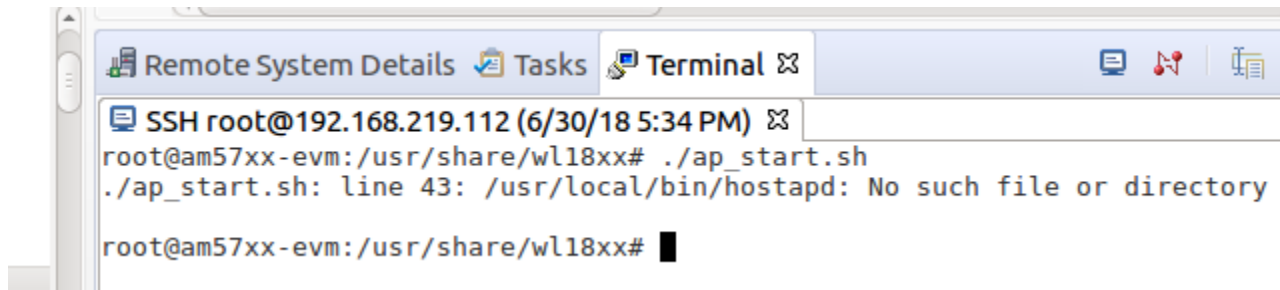 Remote System Details Tasks Terminal
SSH root@192.168.219.112 (6/30/18 5:34 PM)
root@am57xx-evm:/usr/share/wl18xx# ./ap_start.sh
./ap_start.sh: line 43: /usr/local/bin/hostapd: No such file or directory
root@am57xx-evm:/usr/share/wl18xx#